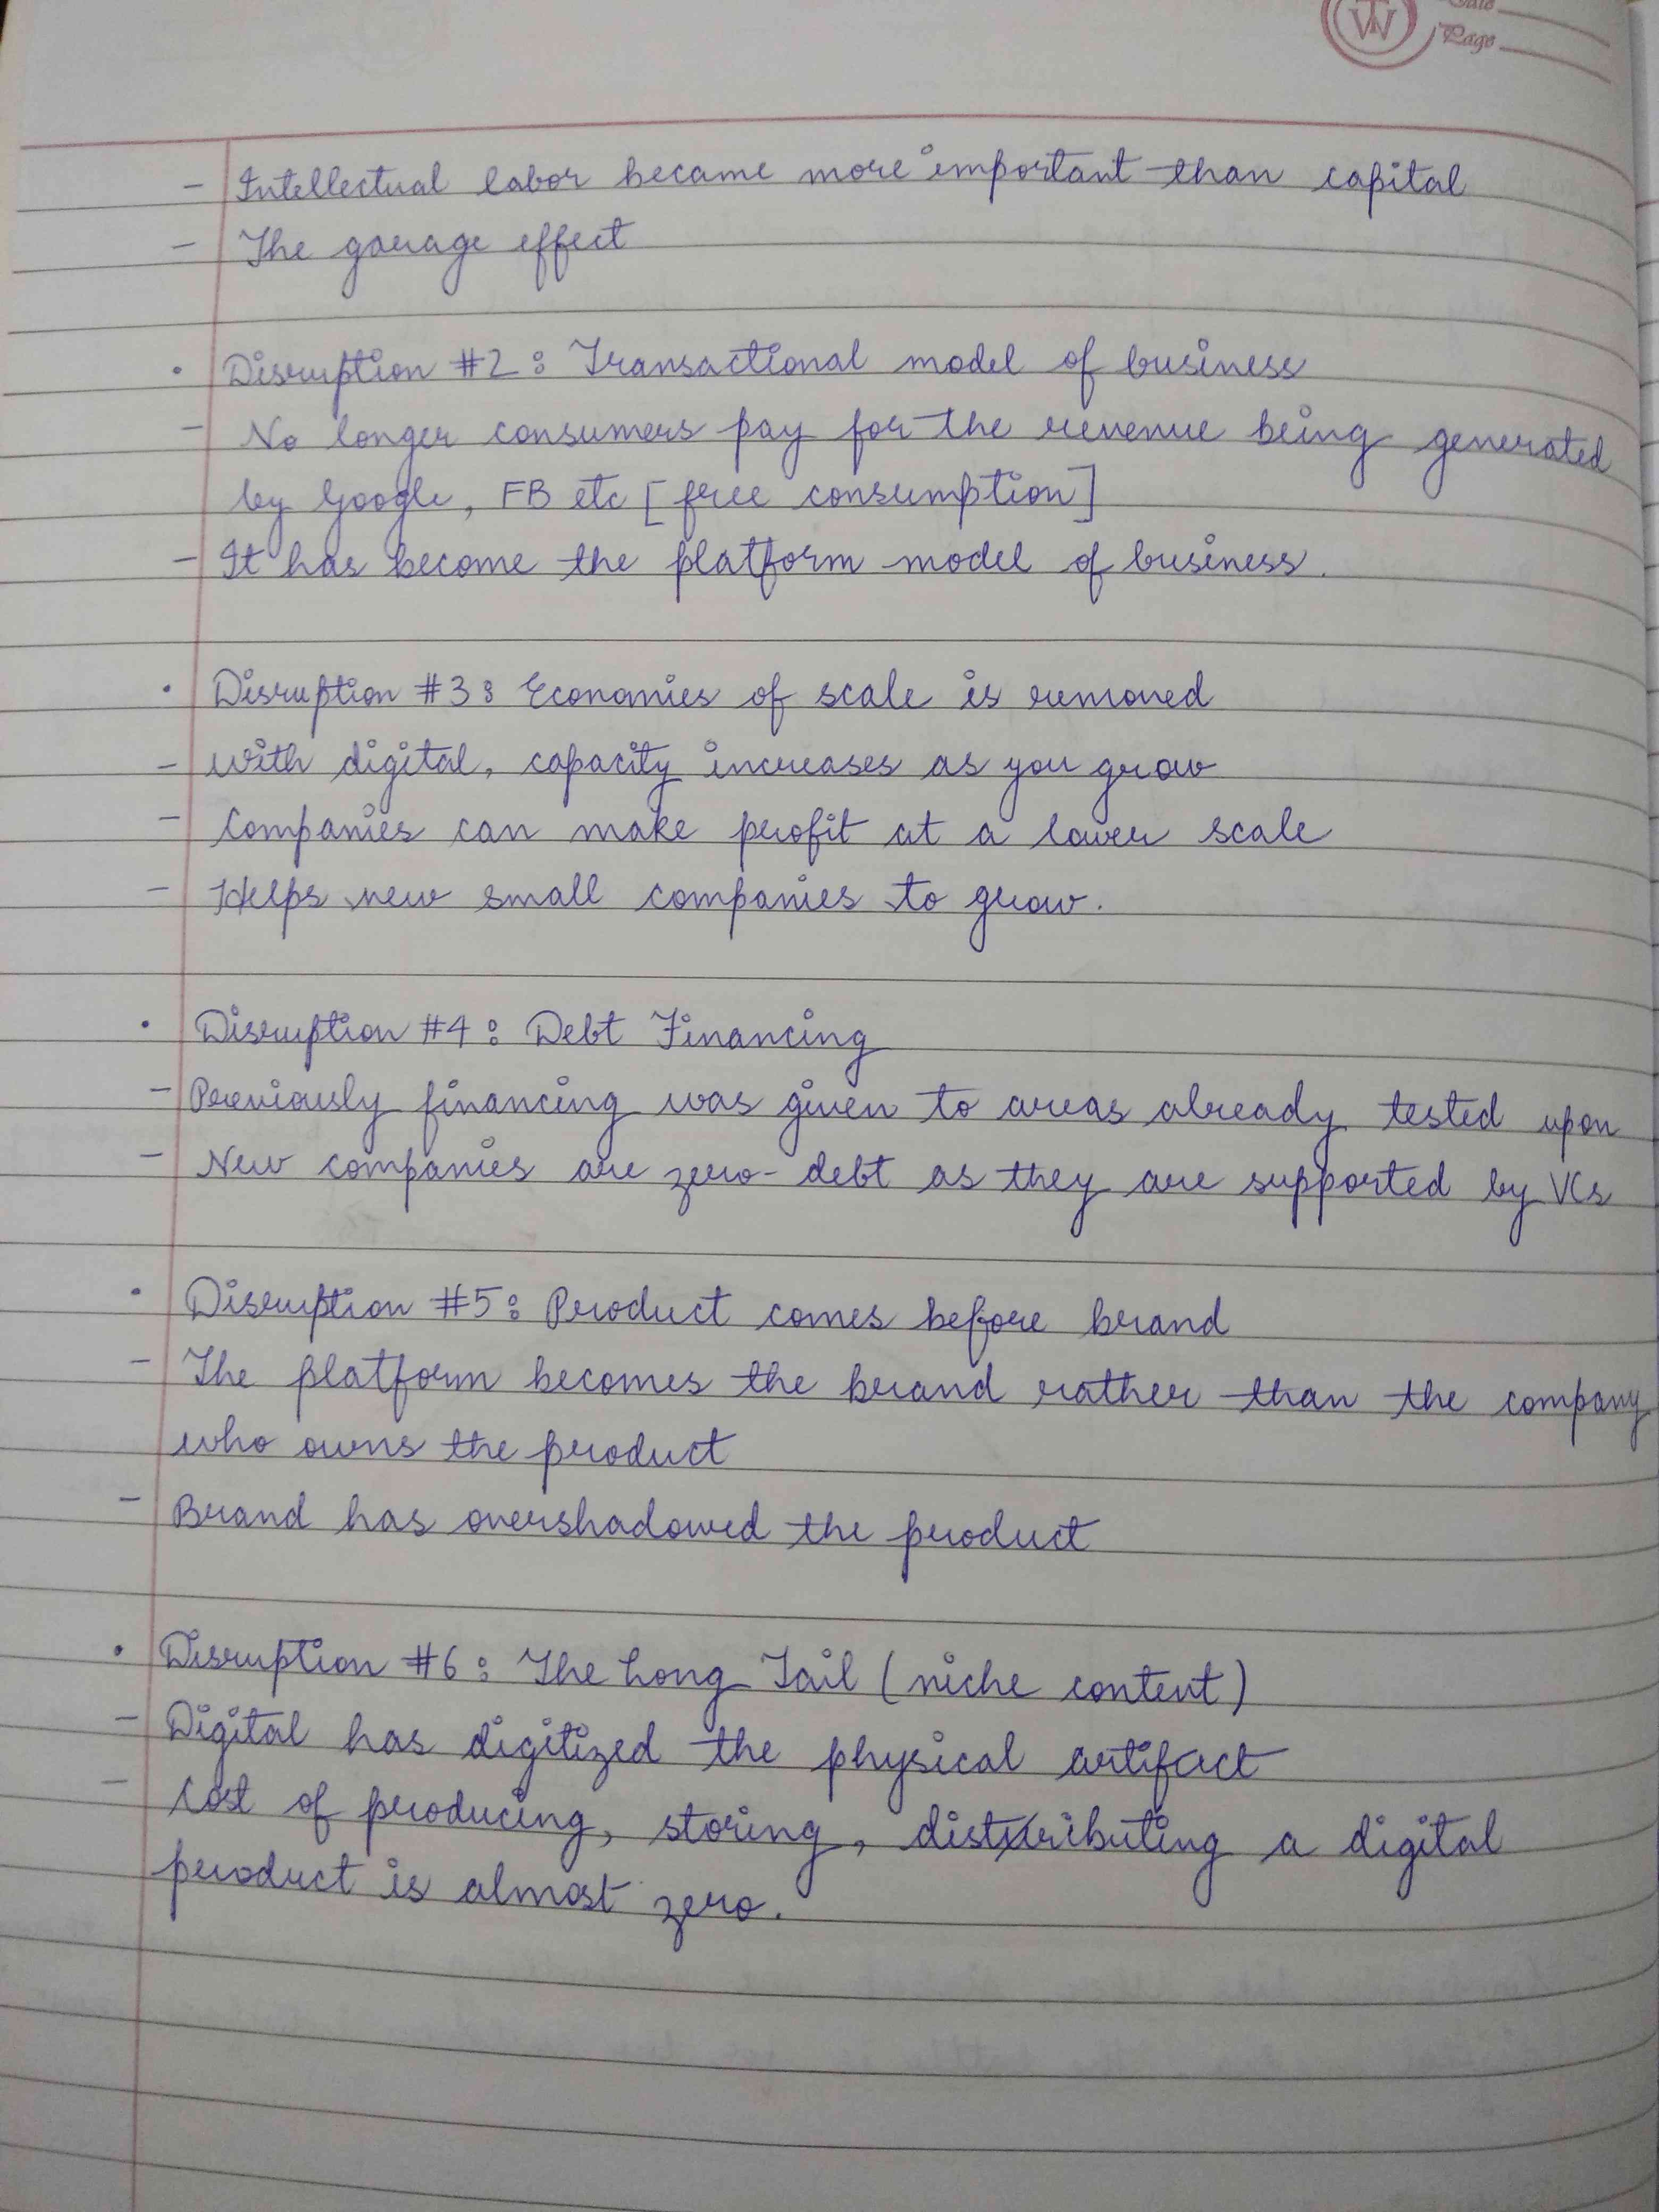 Page
- Intellectual labor became more important than capital
- The garage effect
• Disruption #2: Transactional model of business
- No longer consumers pay for the revenue being generated
by Google, FB etc [free consumption]
- It has become the platform model of business.
• Disruption #3: Economies of scale is removed
- with digital, capacity increases as you grow
- Companies can make profit at a lower scale
- Helps new small companies to grow.
• Disruption #4: Debt Financing
- Previously financing was given to areas already tested upon
- New companies are zero-debt as they are supported by VCs
• Disruption #5: Product comes before brand
- The platform becomes the brand rather than the company
who owns the product
- Brand has overshadowed the product
• Disruption #6: The Long Tail (niche content)
- Digital has digitized the physical artifact
- Cost of producing, storing, distributing a digital
product is almost zero.